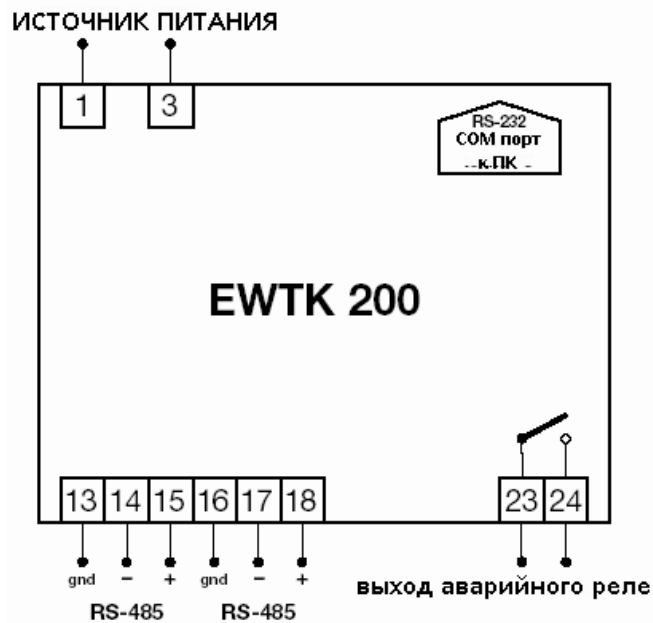 ИСТОЧНИК ПИТАНИЯ
1 3
RS-232
COM порт
--к.ПК -
EWTK 200
13 14 15 16 17 18 23 24
gnd − + gnd − +
RS-485 RS-485
выход аварийного реле